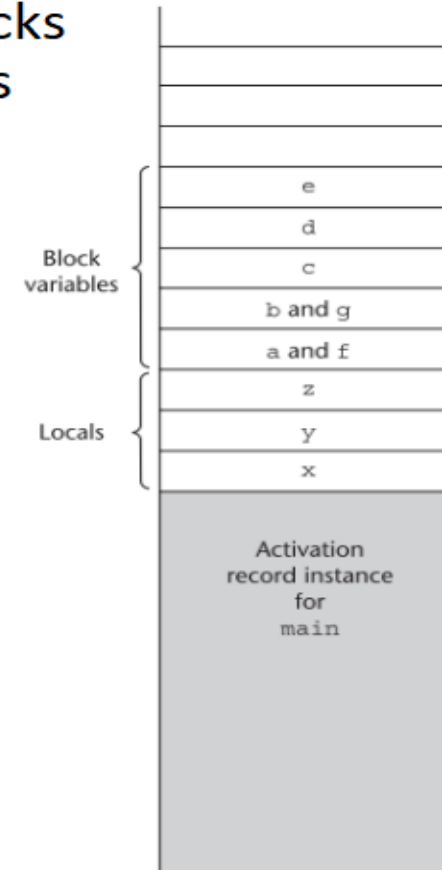 cks
s
e
d
Block
variables
c
b and g
a and f
z
Locals
y
x
Activation
record instance
for
main